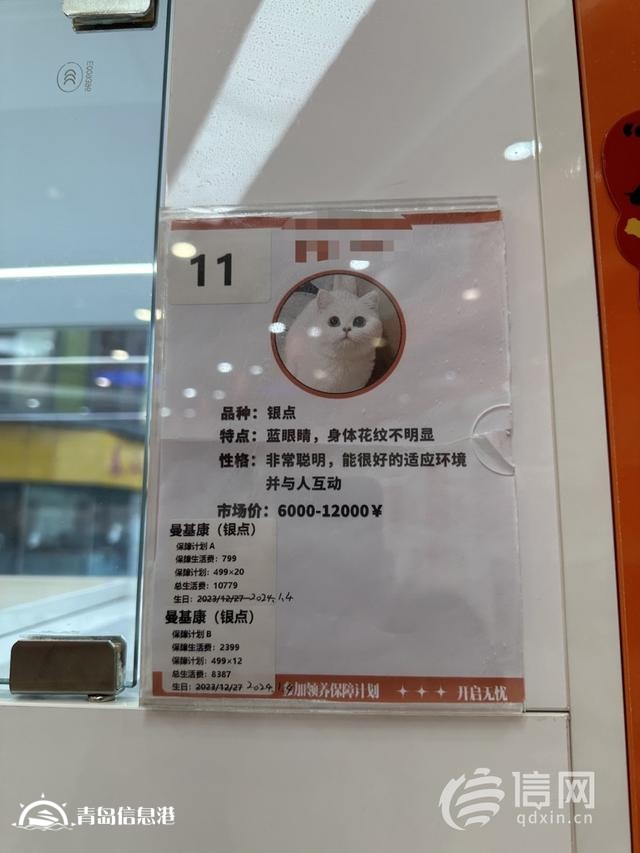 E008093
11
品种：银点
特点：蓝眼睛，身体花纹不明显
性格：非常聪明，能很好的适应环境
并与人互动
市场价：6000-12000￥
曼基康（银点）
保障计划 A
保障生活费：799
保障计划：499×20
总生活费：10779
生日：2023/12/27 2024.1.4
曼基康（银点）
保障计划 B
保障生活费：2399
保障计划：499×12
总生活费：8387
生日：2023/12/27 2024.1.4
加领养保障计划 开启无忧
青岛信息港
信网
qdxin.cn